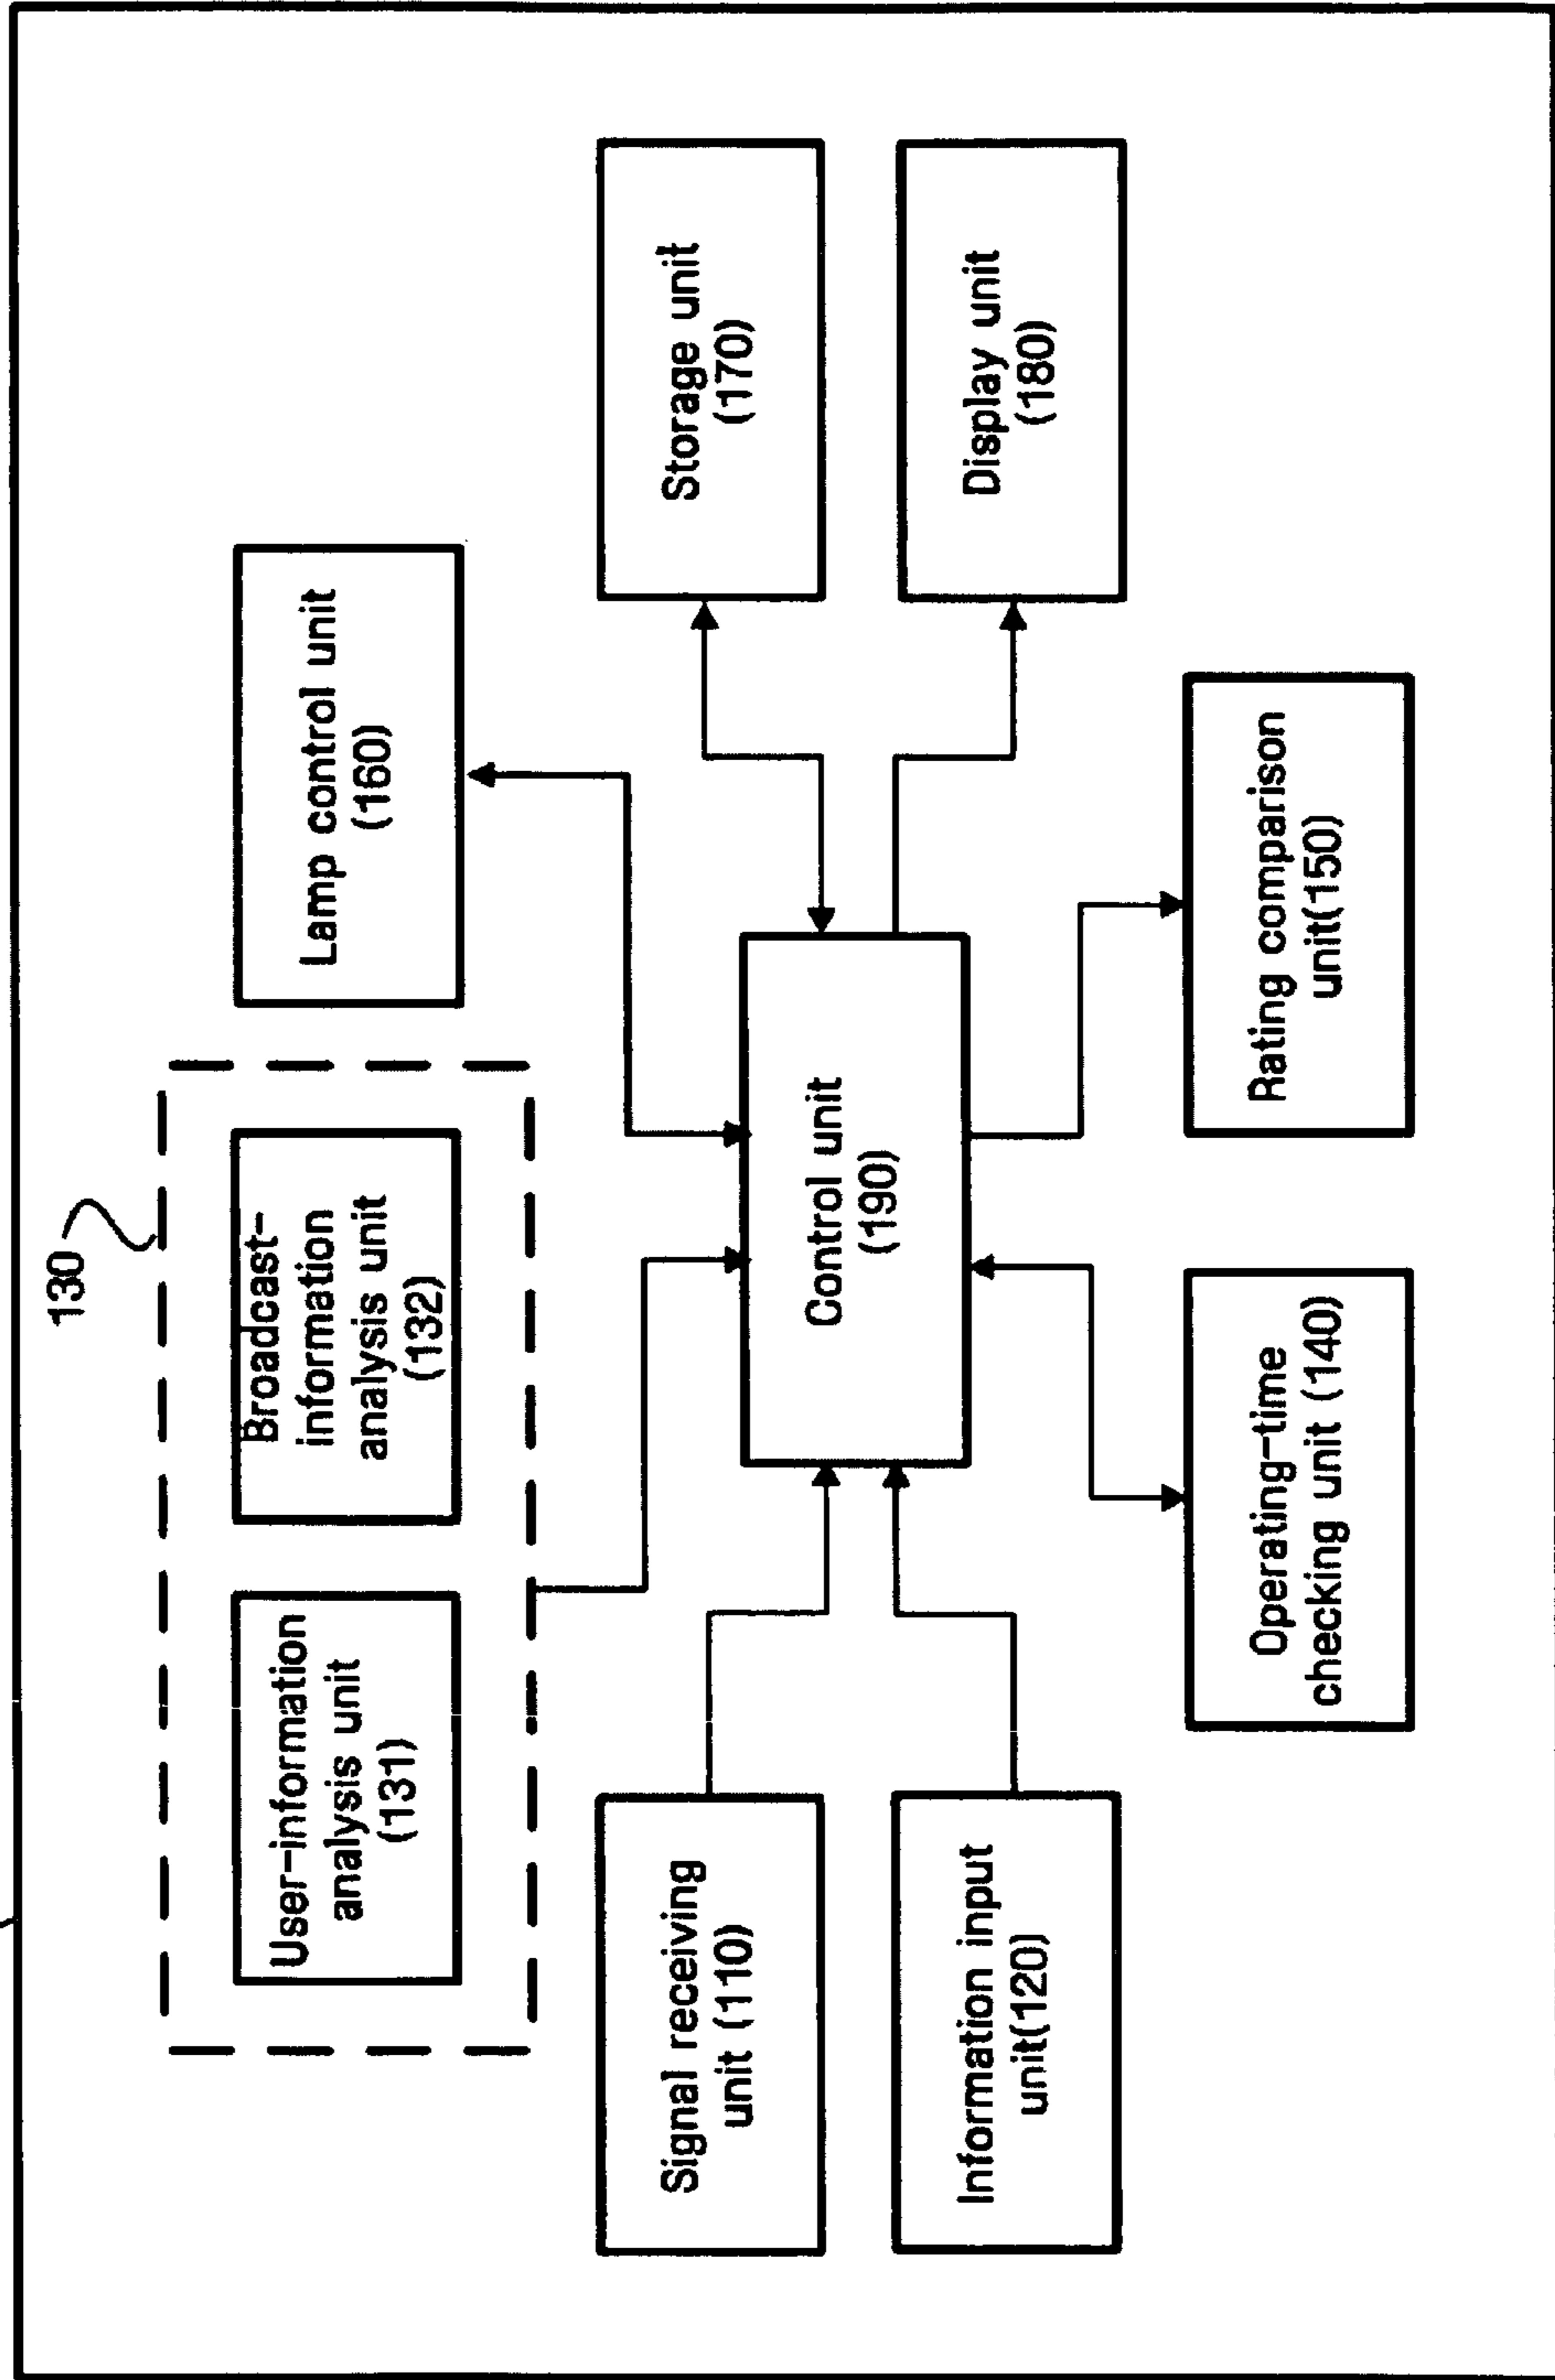 130
User-information
analysis unit
(131)
Broadcast-
information
analysis unit
(132)
Lamp control unit
(160)
Signal receiving
unit (110)
Information input
unit(120)
Control unit
(190)
Storage unit
(170)
Display unit
(180)
Operating-time
checking unit (140)
Rating comparison
unit(150)